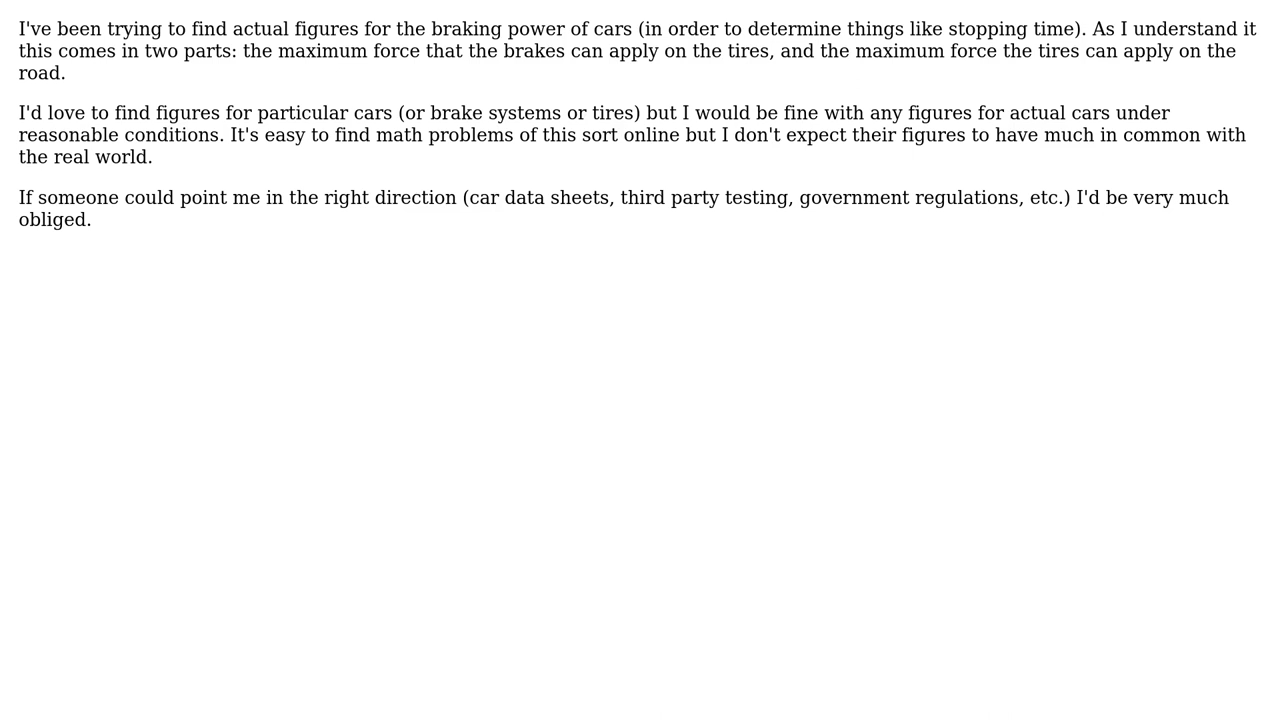 I've been trying to find actual figures for the braking power of cars (in order to determine things like stopping time). As I understand it
this comes in two parts: the maximum force that the brakes can apply on the tires, and the maximum force the tires can apply on the
road.
I'd love to find figures for particular cars (or brake systems or tires) but I would be fine with any figures for actual cars under
reasonable conditions. It's easy to find math problems of this sort online but I don't expect their figures to have much in common with
the real world.
If someone could point me in the right direction (car data sheets, third party testing, government regulations, etc.) I'd be very much
obliged.